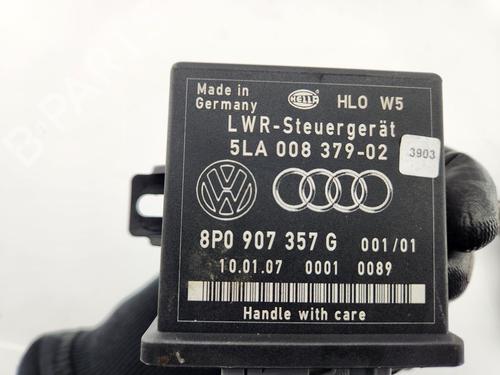 Made in
Germany
HELLA
HLO W5
LWR-Steuergerät
5LA 008 379-02
3903
8P0 907 357 G 001/01
10.01.07 0001 0089
Handle with care
B-PARTS